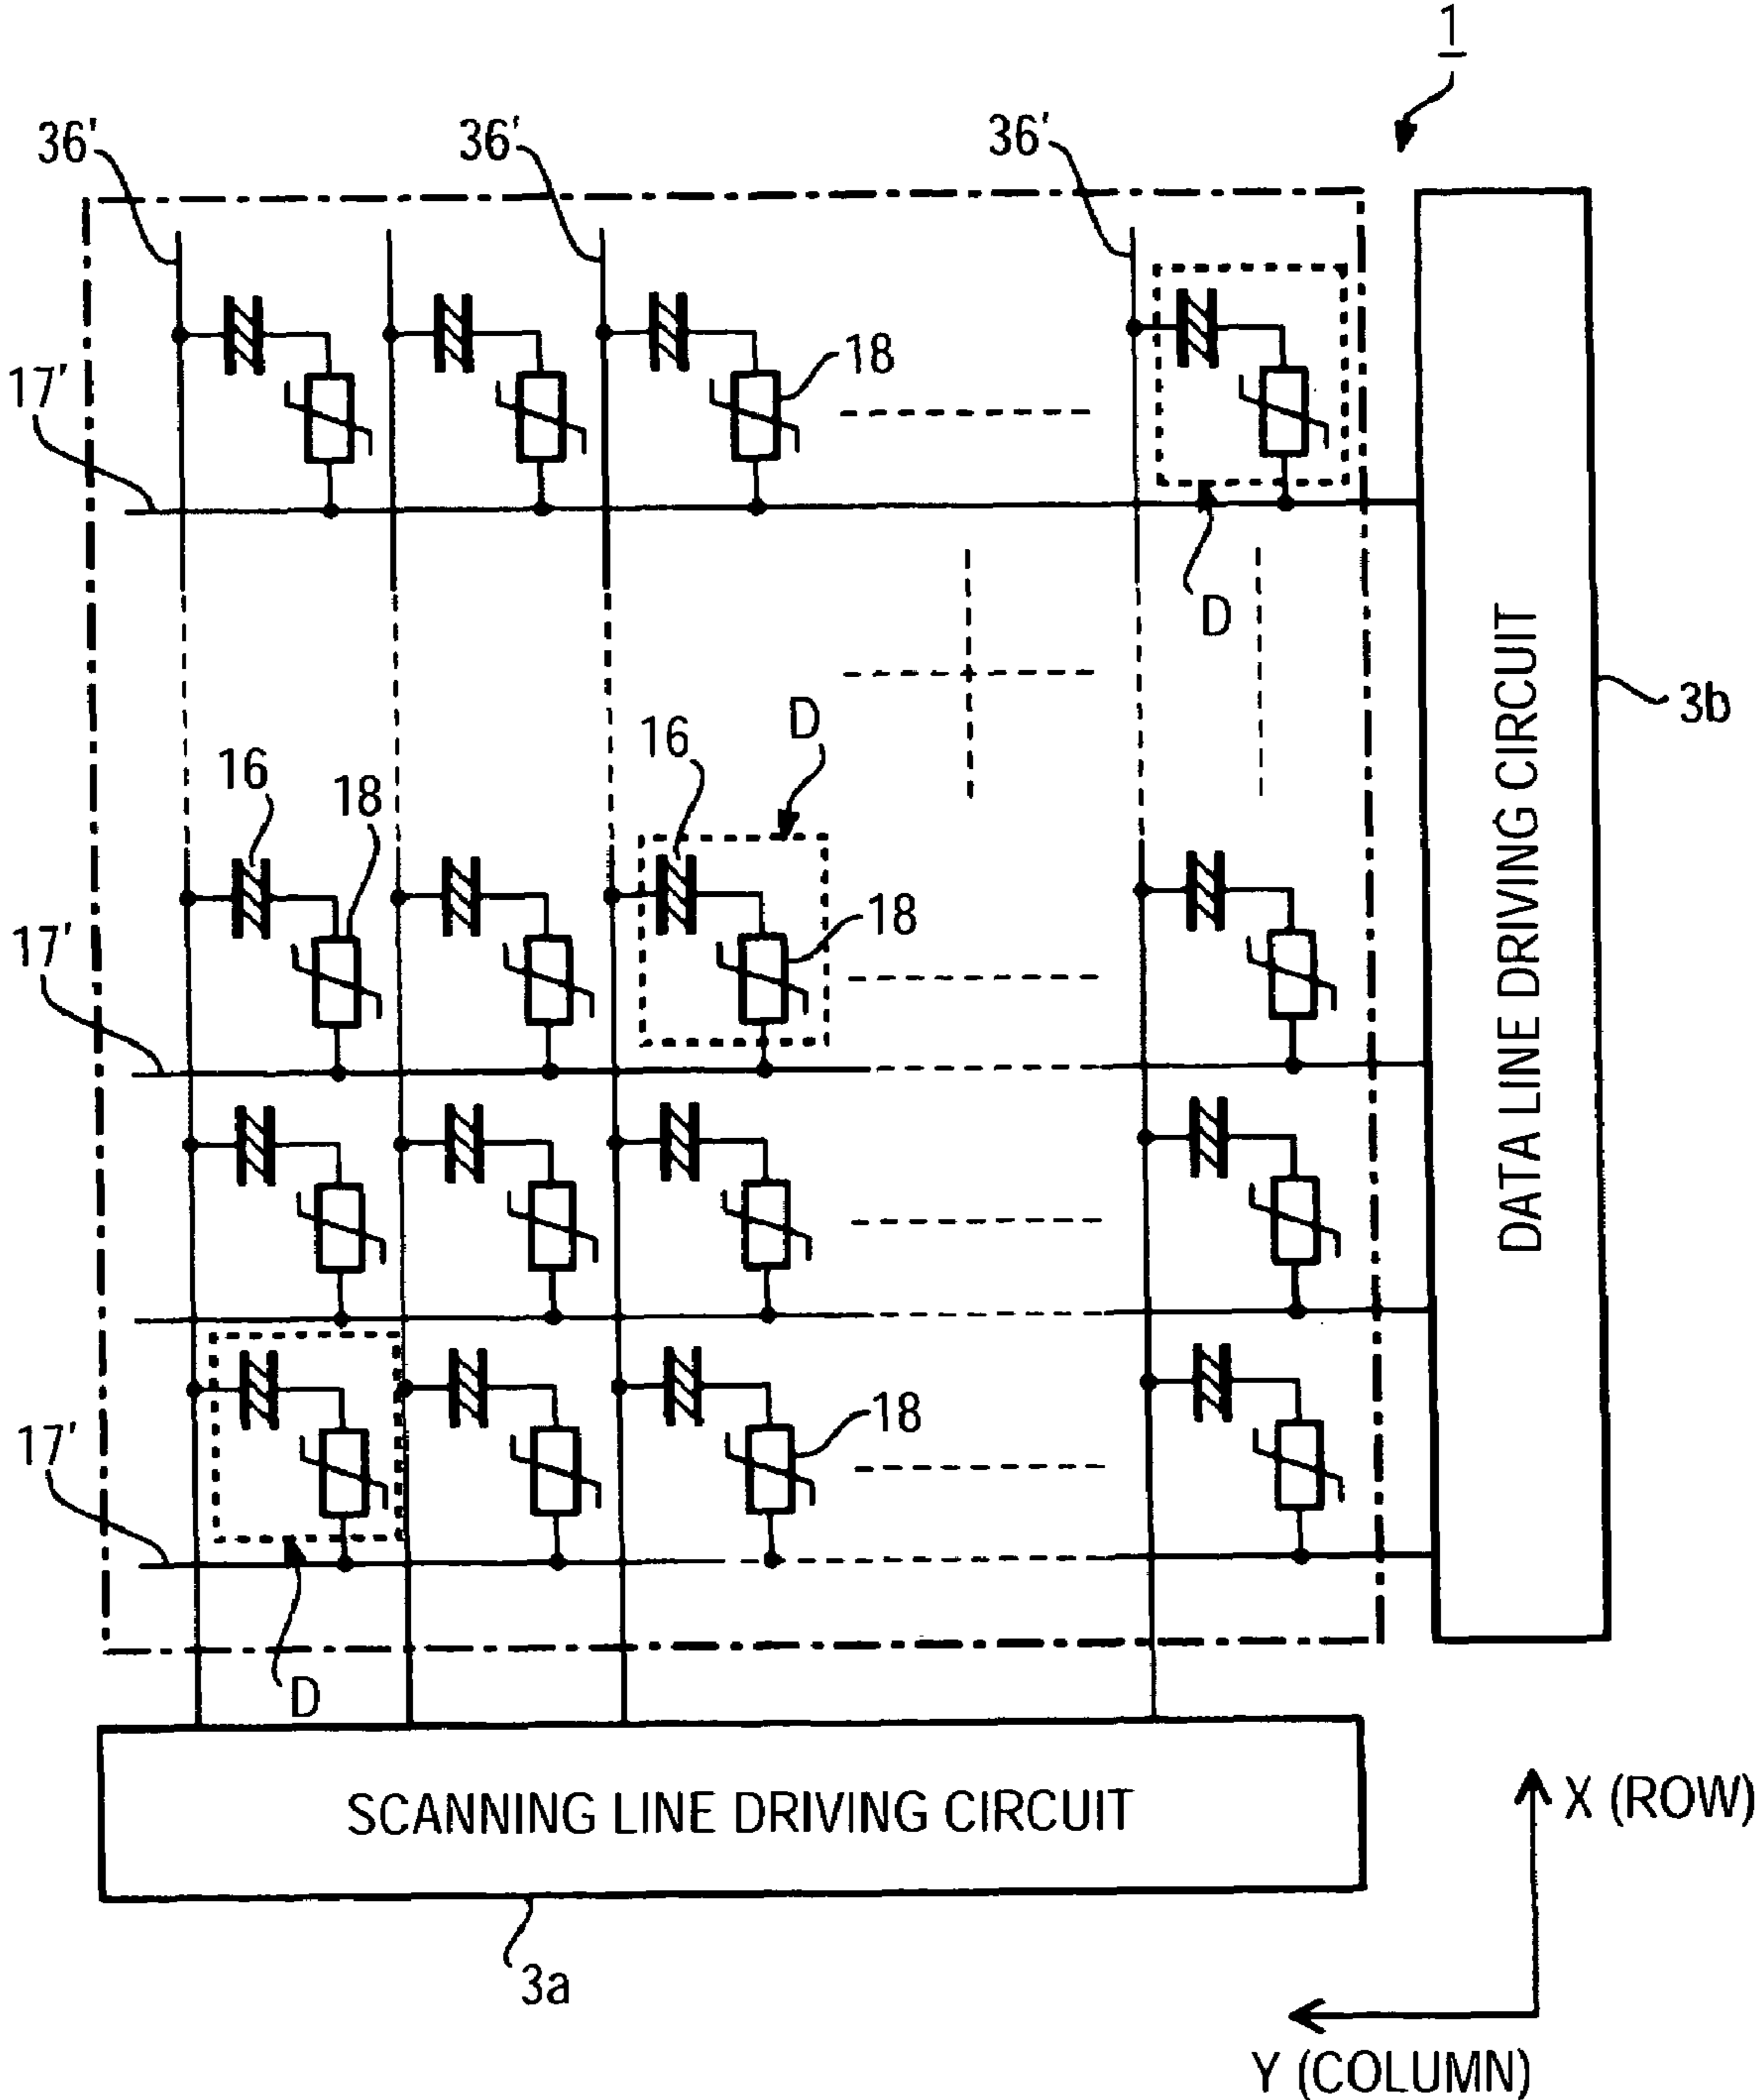 1
36'
36'
36'
18
17'
D
DATA LINE DRIVING CIRCUIT
3b
D
16
16
18
18
17'
18
17'
D
SCANNING LINE DRIVING CIRCUIT
X (ROW)
3a
Y (COLUMN)